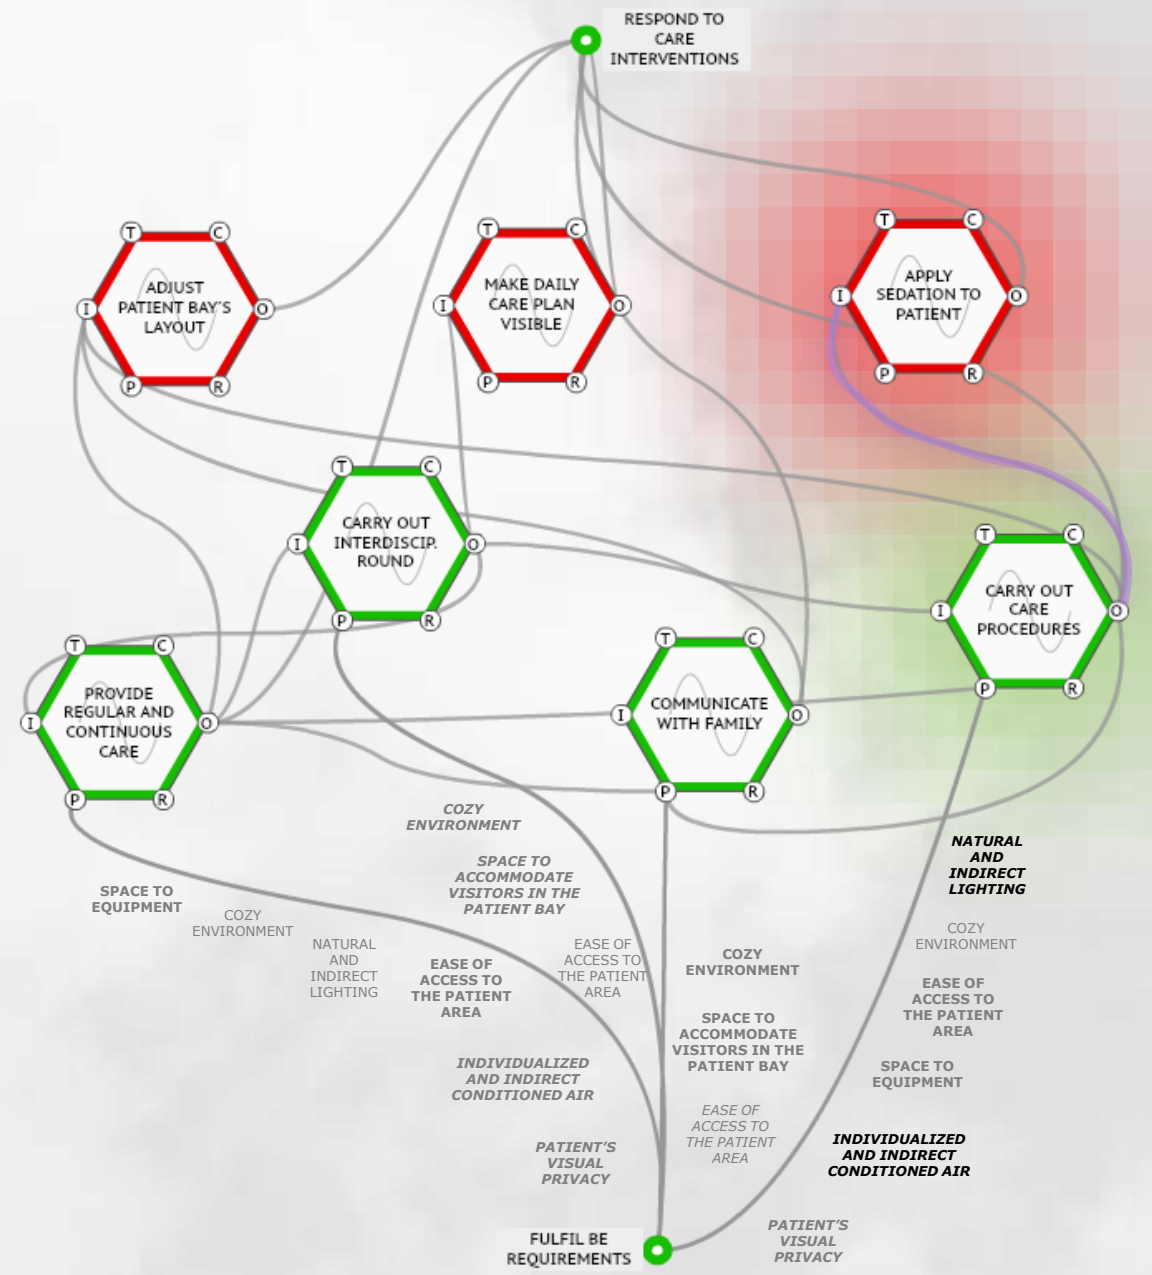 RESPOND TO
CARE
INTERVENTIONS
T
C
I
ADJUST
PATIENT BAY'S
LAYOUT
O
P
R
T
C
I
MAKE DAILY
CARE PLAN
VISIBLE
O
P
R
T
C
I
APPLY
SEDATION TO
PATIENT
O
P
R
T
C
I
CARRY OUT
INTERDISCIP.
ROUND
O
P
R
T
C
I
CARRY OUT
CARE
PROCEDURES
O
P
R
T
C
I
PROVIDE
REGULAR AND
CONTINUOUS
CARE
O
P
R
T
C
I
COMMUNICATE
WITH FAMILY
O
P
R
COZY
ENVIRONMENT
SPACE TO
ACCOMMODATE
VISITORS IN THE
PATIENT BAY
SPACE TO
EQUIPMENT
COZY
ENVIRONMENT
NATURAL
AND
INDIRECT
LIGHTING
EASE OF
ACCESS TO
THE PATIENT
AREA
EASE OF
ACCESS TO
THE PATIENT
AREA
INDIVIDUALIZED
AND INDIRECT
CONDITIONED AIR
PATIENT'S
VISUAL
PRIVACY
COZY
ENVIRONMENT
SPACE TO
ACCOMMODATE
VISITORS IN THE
PATIENT BAY
EASE OF
ACCESS TO
THE PATIENT
AREA
NATURAL
AND
INDIRECT
LIGHTING
COZY
ENVIRONMENT
EASE OF
ACCESS TO
THE PATIENT
AREA
SPACE TO
EQUIPMENT
INDIVIDUALIZED
AND INDIRECT
CONDITIONED AIR
PATIENT'S
VISUAL
PRIVACY
FULFIL BE
REQUIREMENTS